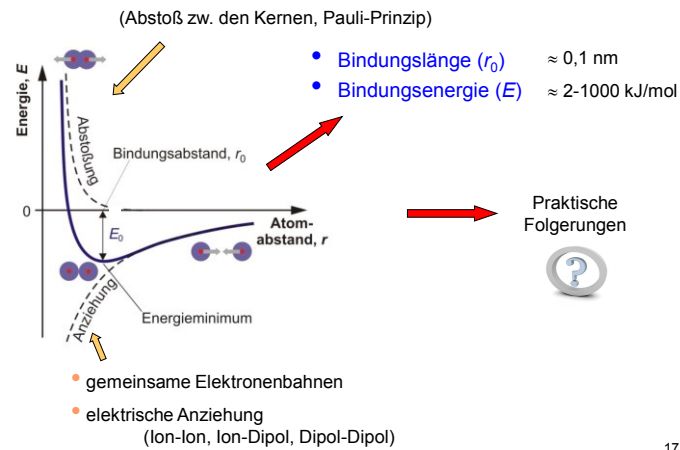 (Abstoß zw. den Kernen, Pauli-Prinzip)
• Bindungslänge (r₀) ≈ 0,1 nm
• Bindungsenergie (E) ≈ 2-1000 kJ/mol
Energie, E
Abstoßung
Bindungsabstand, r₀
0
E₀
Atom-
abstand, r
Anziehung
Energieminimum
Praktische
Folgerungen
?
• gemeinsame Elektronenbahnen
• elektrische Anziehung
(Ion-Ion, Ion-Dipol, Dipol-Dipol)
17